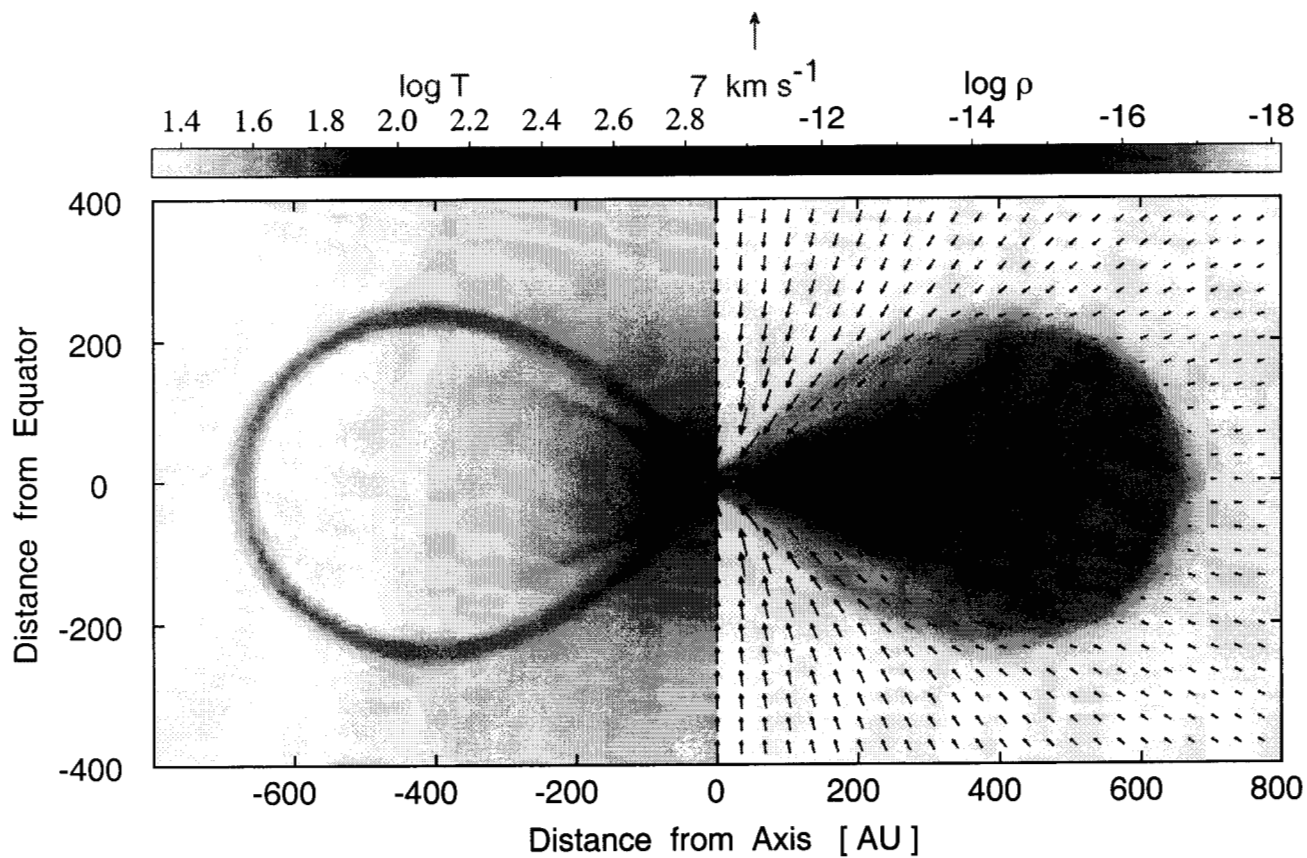 log T 7 km s⁻¹ log ρ
1.4 1.6 1.8 2.0 2.2 2.4 2.6 2.8 -12 -14 -16 -18
400
200
0
-200
-400
Distance from Equator
-600 -400 -200 0 200 400 600 800
Distance from Axis [AU]